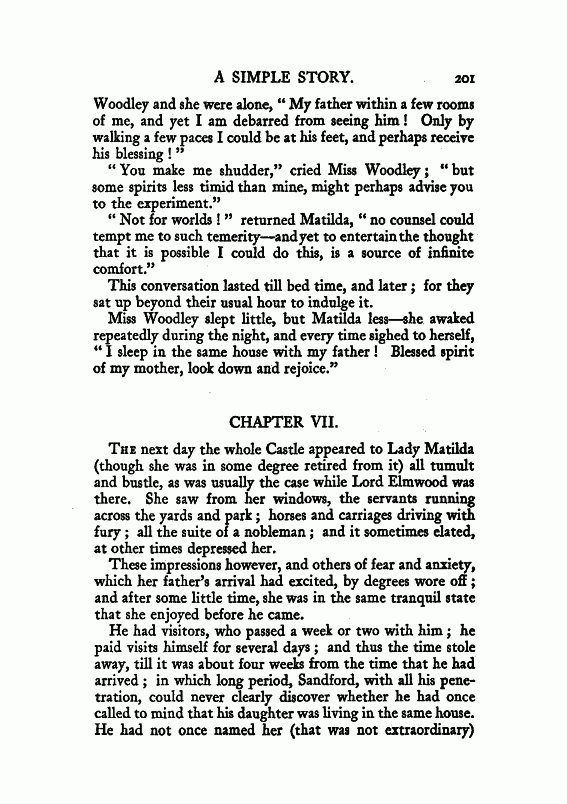 A SIMPLE STORY. 201
Woodley and she were alone, “ My father within a few rooms
of me, and yet I am debarred from seeing him ! Only by
walking a few paces I could be at his feet, and perhaps receive
his blessing ! ”
“ You make me shudder,” cried Miss Woodley ; “ but
some spirits less timid than mine, might perhaps advise you
to the experiment.”
“ Not for worlds ! ” returned Matilda, “ no counsel could
tempt me to such temerity—and yet to entertain the thought
that it is possible I could do this, is a source of infinite
comfort.”
This conversation lasted till bed time, and later ; for they
sat up beyond their usual hour to indulge it.
Miss Woodley slept little, but Matilda less—she awaked
repeatedly during the night, and every time sighed to herself,
“ I sleep in the same house with my father ! Blessed spirit
of my mother, look down and rejoice.”
CHAPTER VII.
THE next day the whole Castle appeared to Lady Matilda
(though she was in some degree retired from it) all tumult
and bustle, as was usually the case while Lord Elmwood was
there. She saw from her windows, the servants running
across the yards and park ; horses and carriages driving with
fury ; all the suite of a nobleman ; and it sometimes elated,
at other times depressed her.
These impressions however, and others of fear and anxiety,
which her father’s arrival had excited, by degrees wore off ;
and after some little time, she was in the same tranquil state
that she enjoyed before he came.
He had visitors, who passed a week or two with him ; he
paid visits himself for several days ; and thus the time stole
away, till it was about four weeks from the time that he had
arrived ; in which long period, Sandford, with all his pene-
tration, could never clearly discover whether he had once
called to mind that his daughter was living in the same house.
He had not once named her (that was not extraordinary)